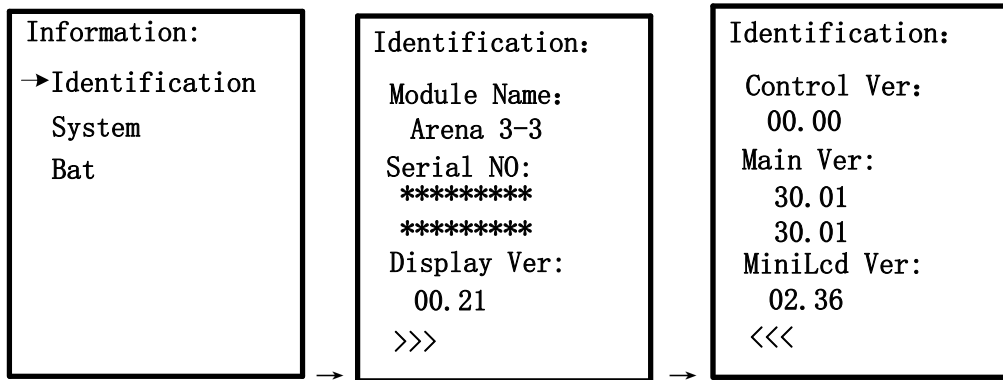 Information:
→Identification
System
Bat
→
Identification：
Module Name：
Arena 3-3
Serial NO:
*********
*********
Display Ver:
00.21
>>>
→
Identification：
Control Ver：
00.00
Main Ver:
30.01
30.01
MiniLcd Ver:
02.36
<<<